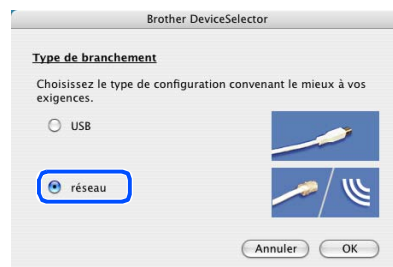 Brother DeviceSelector
Type de branchement
Choisissez le type de configuration convenant le mieux à vos
exigences.
USB
réseau
Annuler OK